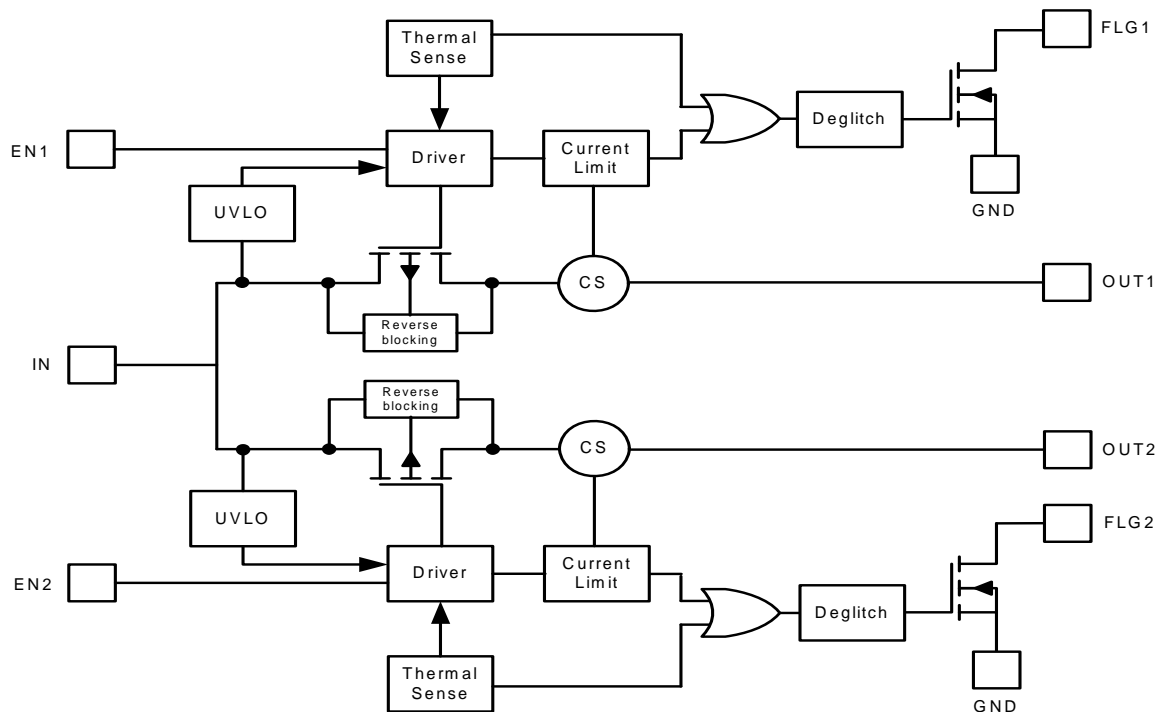 Thermal
Sense
FLG1
EN1
Driver
Current
Limit
Deglitch
GND
UVLO
CS
OUT1
Reverse
blocking
IN
Reverse
blocking
CS
OUT2
UVLO
FLG2
EN2
Driver
Current
Limit
Deglitch
Thermal
Sense
GND